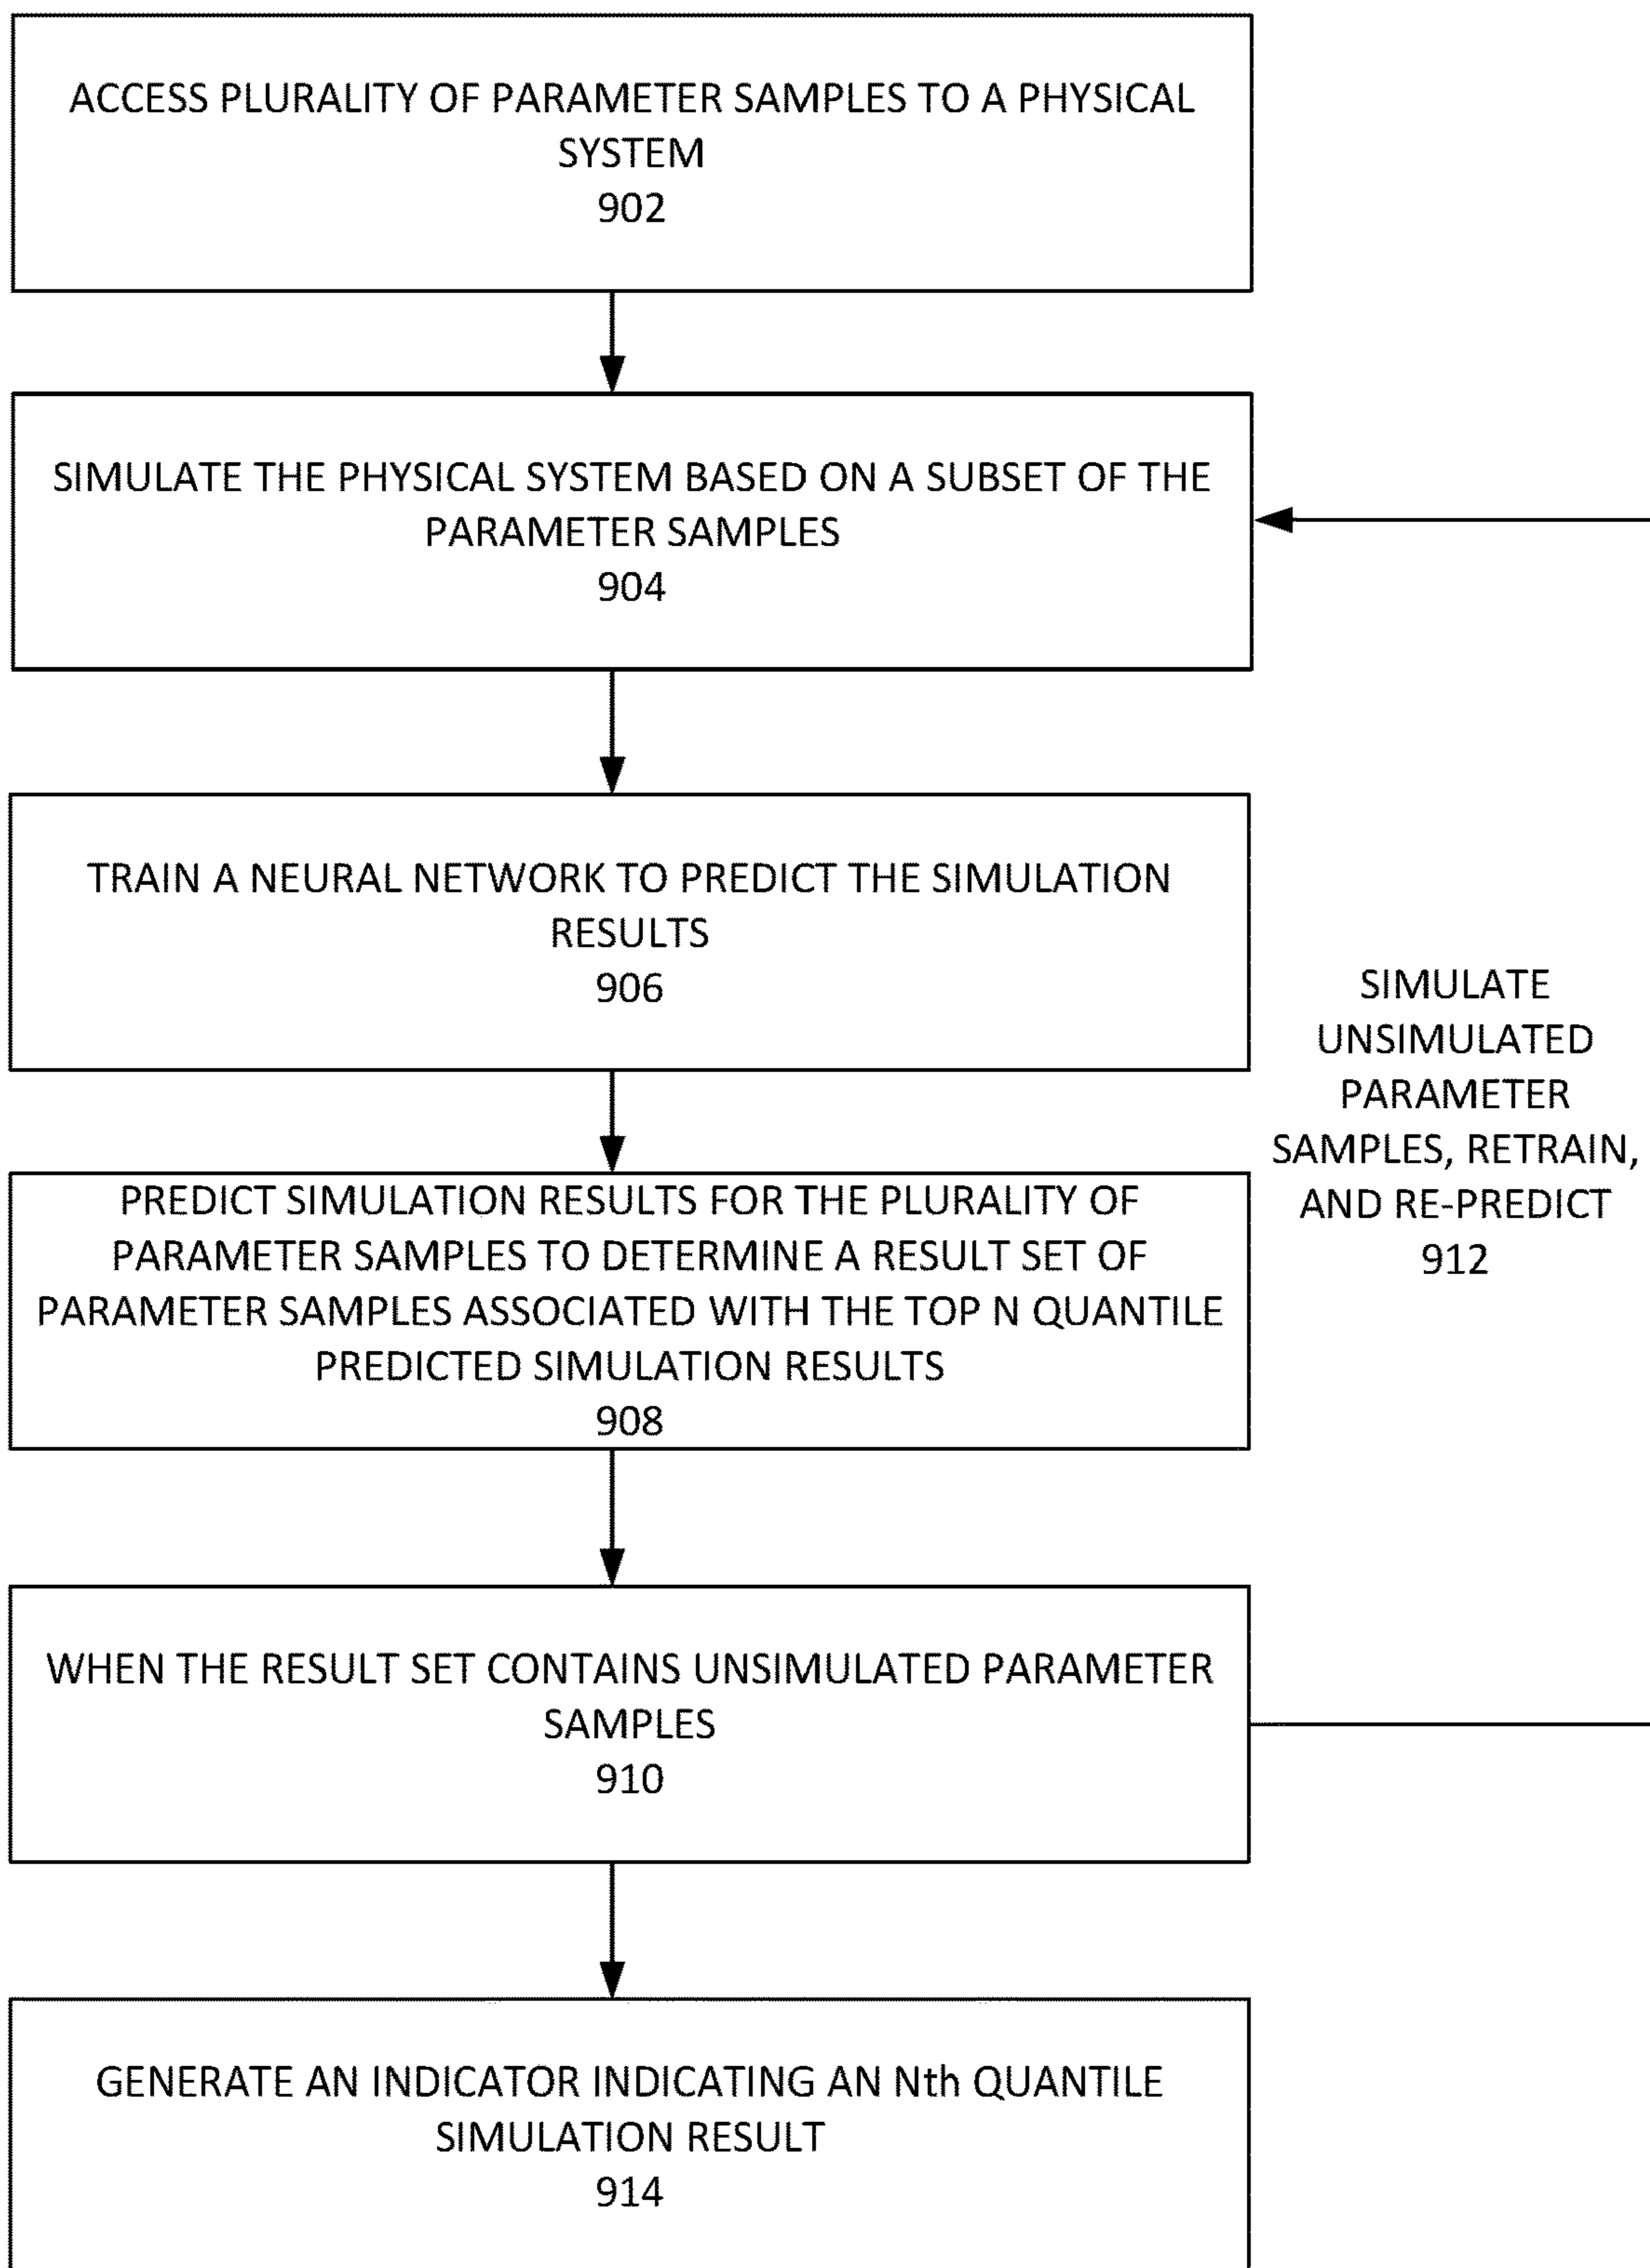 ACCESS PLURALITY OF PARAMETER SAMPLES TO A PHYSICAL
SYSTEM
902
SIMULATE THE PHYSICAL SYSTEM BASED ON A SUBSET OF THE
PARAMETER SAMPLES
904
TRAIN A NEURAL NETWORK TO PREDICT THE SIMULATION
RESULTS
906
PREDICT SIMULATION RESULTS FOR THE PLURALITY OF
PARAMETER SAMPLES TO DETERMINE A RESULT SET OF
PARAMETER SAMPLES ASSOCIATED WITH THE TOP N QUANTILE
PREDICTED SIMULATION RESULTS
908
WHEN THE RESULT SET CONTAINS UNSIMULATED PARAMETER
SAMPLES
910
SIMULATE
UNSIMULATED
PARAMETER
SAMPLES, RETRAIN,
AND RE-PREDICT
912
GENERATE AN INDICATOR INDICATING AN Nth QUANTILE
SIMULATION RESULT
914